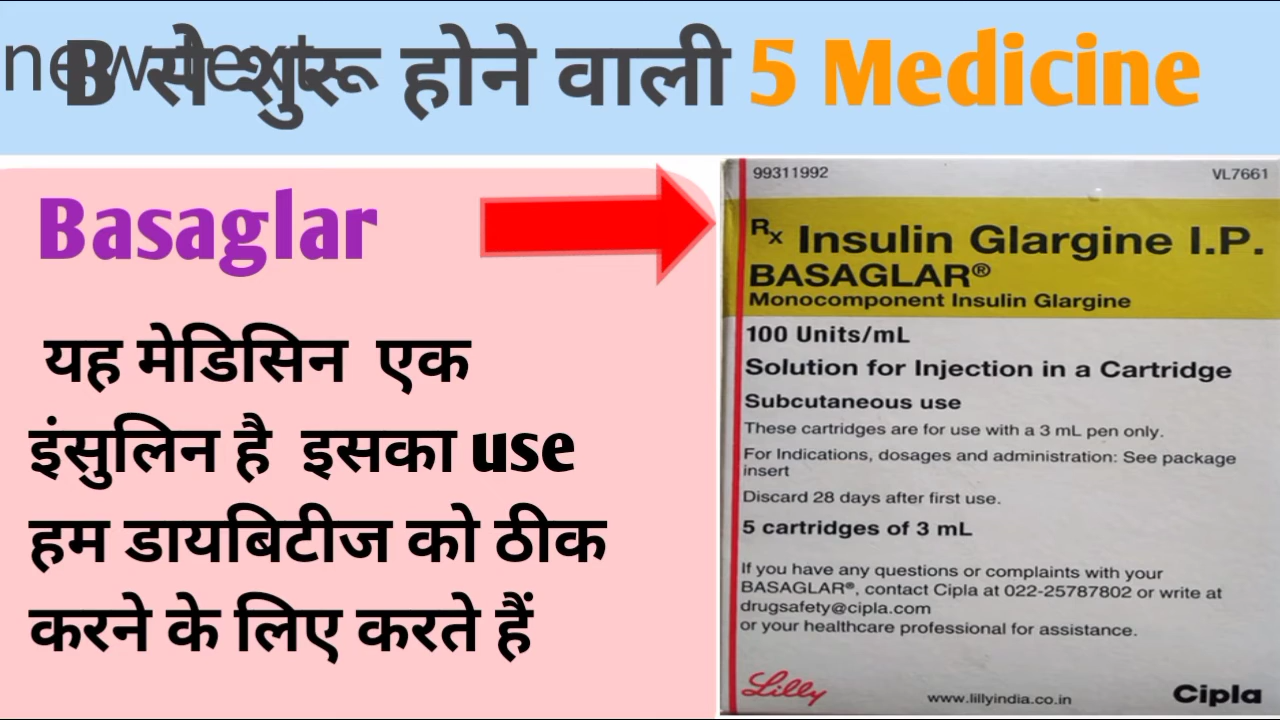 new text
B से शुरू होने वाली 5 Medicine
Basaglar
यह मेडिसिन एक
इंसुलिन है इसका use
हम डायबिटीज को ठीक
करने के लिए करते हैं
99311992
VL7661
Rx Insulin Glargine I.P.
BASAGLAR®
Monocomponent Insulin Glargine
100 Units/mL
Solution for Injection in a Cartridge
Subcutaneous use
These cartridges are for use with a 3 mL pen only.
For Indications, dosages and administration: See package
insert
Discard 28 days after first use.
5 cartridges of 3 mL
If you have any questions or complaints with your
BASAGLAR®, contact Cipla at 022-25787802 or write at
drugsafety@cipla.com
or your healthcare professional for assistance.
Lilly
www.lillyindia.co.in
Cipla